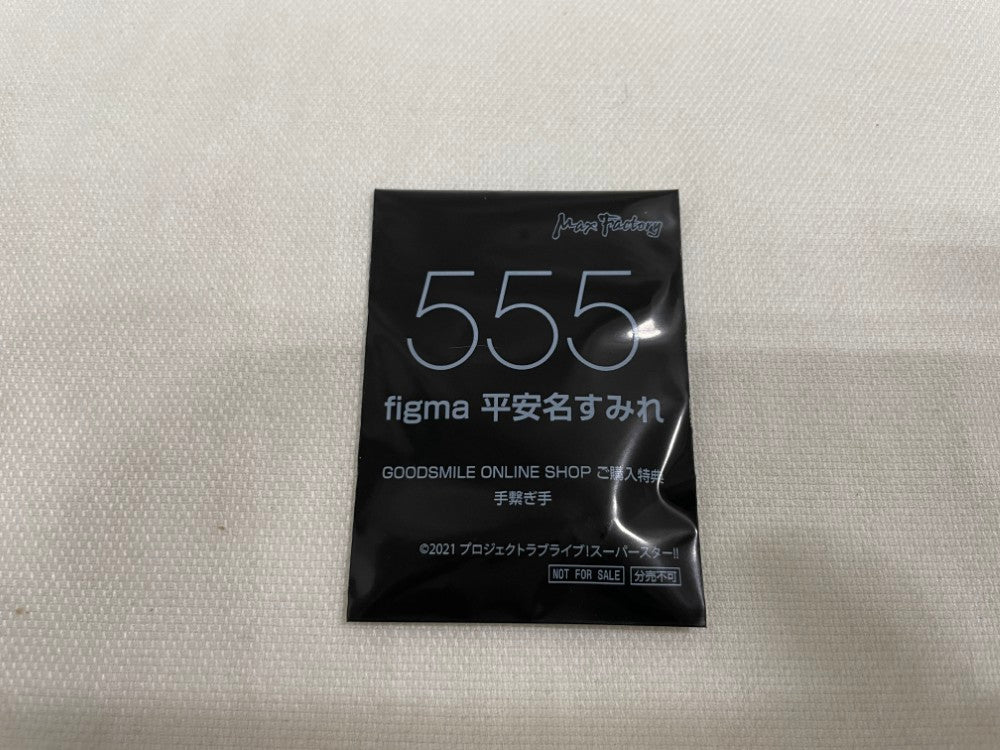 Max Factory
555
figma 平安名すみれ
GOODSMILE ONLINE SHOP ご購入特典
手繋ぎ手
©2021 プロジェクトラブライブ!スーパースター!!
NOT FOR SALE 分売不可